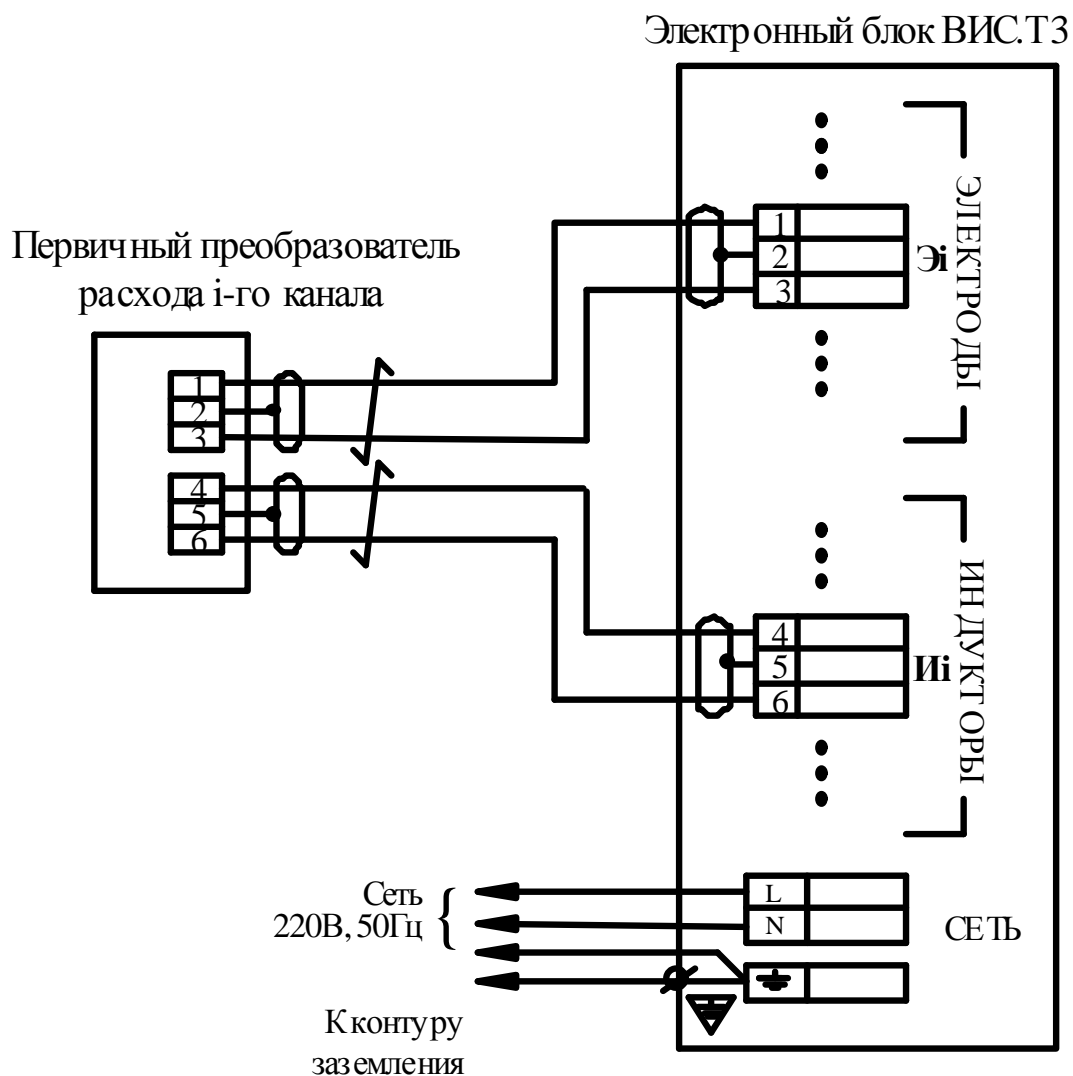 Электронный блок ВИС.Т3
ЭЛЕКТРОДЫ
1
2
3
Эi
Первичный преобразователь
расхода i-го канала
1
2
3
4
5
6
ИНДУКТОРЫ
4
5
6
Иi
Сеть
220В, 50Гц
L
N
СЕТЬ
К контуру
заземления